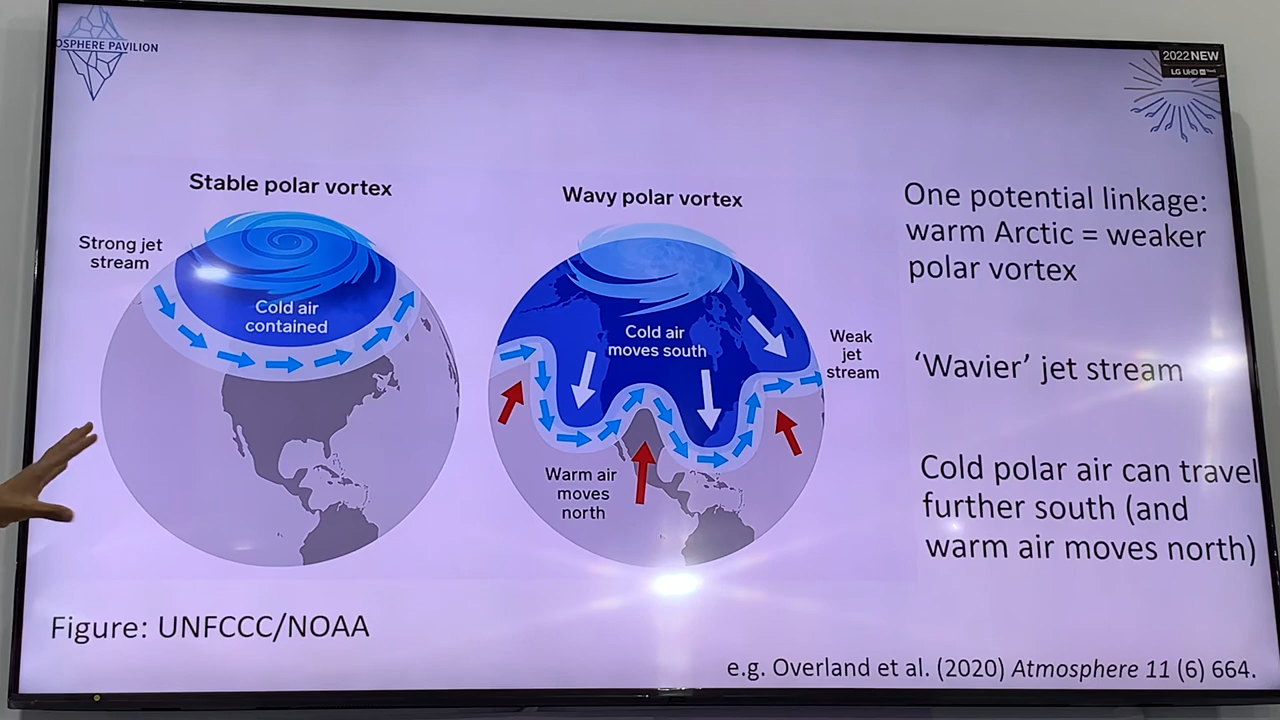 OSPHERE PAVILION
2022 NEW
LG UHD
Stable polar vortex
Strong jet
stream
Cold air
contained
Wavy polar vortex
Cold air
moves south
Weak
jet
stream
Warm air
moves
north
One potential linkage:
warm Arctic = weaker
polar vortex
‘Wavier’ jet stream
Cold polar air can travel
further south (and
warm air moves north)
Figure: UNFCCC/NOAA
e.g. Overland et al. (2020) Atmosphere 11 (6) 664.